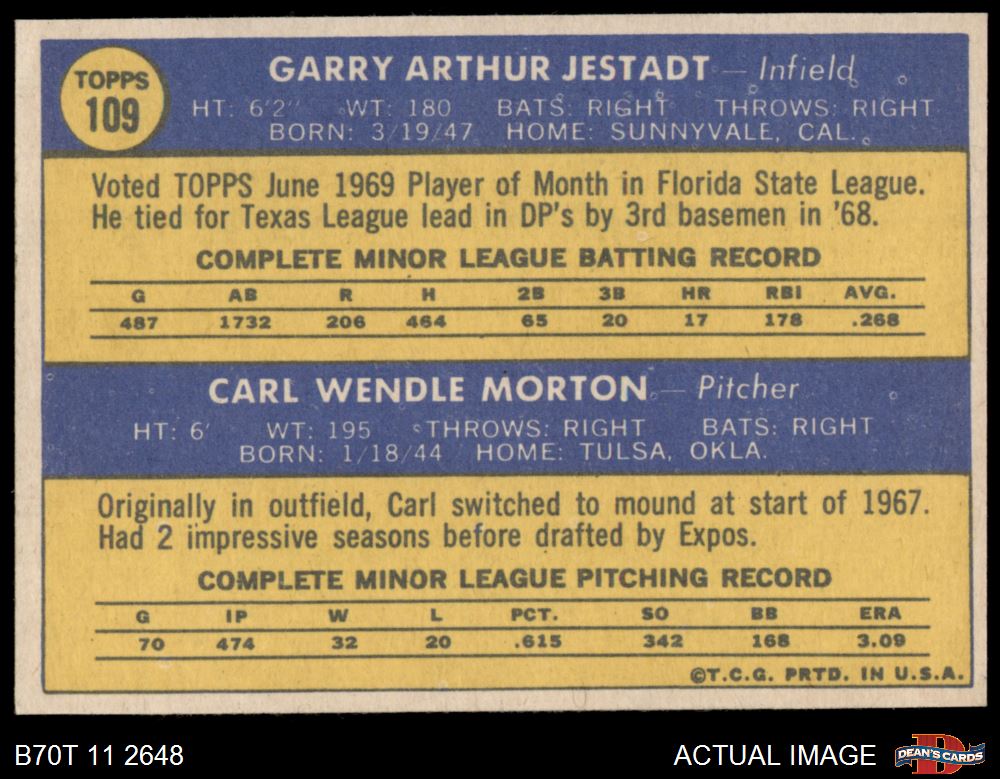 TOPPS
109
GARRY ARTHUR JESTADT — Infield
HT: 6'2" WT: 180 BATS: RIGHT THROWS: RIGHT
BORN: 3/19/47 HOME: SUNNYVALE, CAL.
Voted TOPPS June 1969 Player of Month in Florida State League.
He tied for Texas League lead in DP's by 3rd basemen in '68.
COMPLETE MINOR LEAGUE BATTING RECORD
G AB R H 2B 3B HR RBI AVG.
487 1732 206 464 65 20 17 178 .268
CARL WENDLE MORTON — Pitcher
HT: 6' WT: 195 THROWS: RIGHT BATS: RIGHT
BORN: 1/18/44 HOME: TULSA, OKLA.
Originally in outfield, Carl switched to mound at start of 1967.
Had 2 impressive seasons before drafted by Expos.
COMPLETE MINOR LEAGUE PITCHING RECORD
G IP W L PCT. SO BB ERA
70 474 32 20 .615 342 168 3.09
©T.C.G. PRTD. IN U.S.A.
B70T 11 2648 ACTUAL IMAGE DEAN'S CARDS